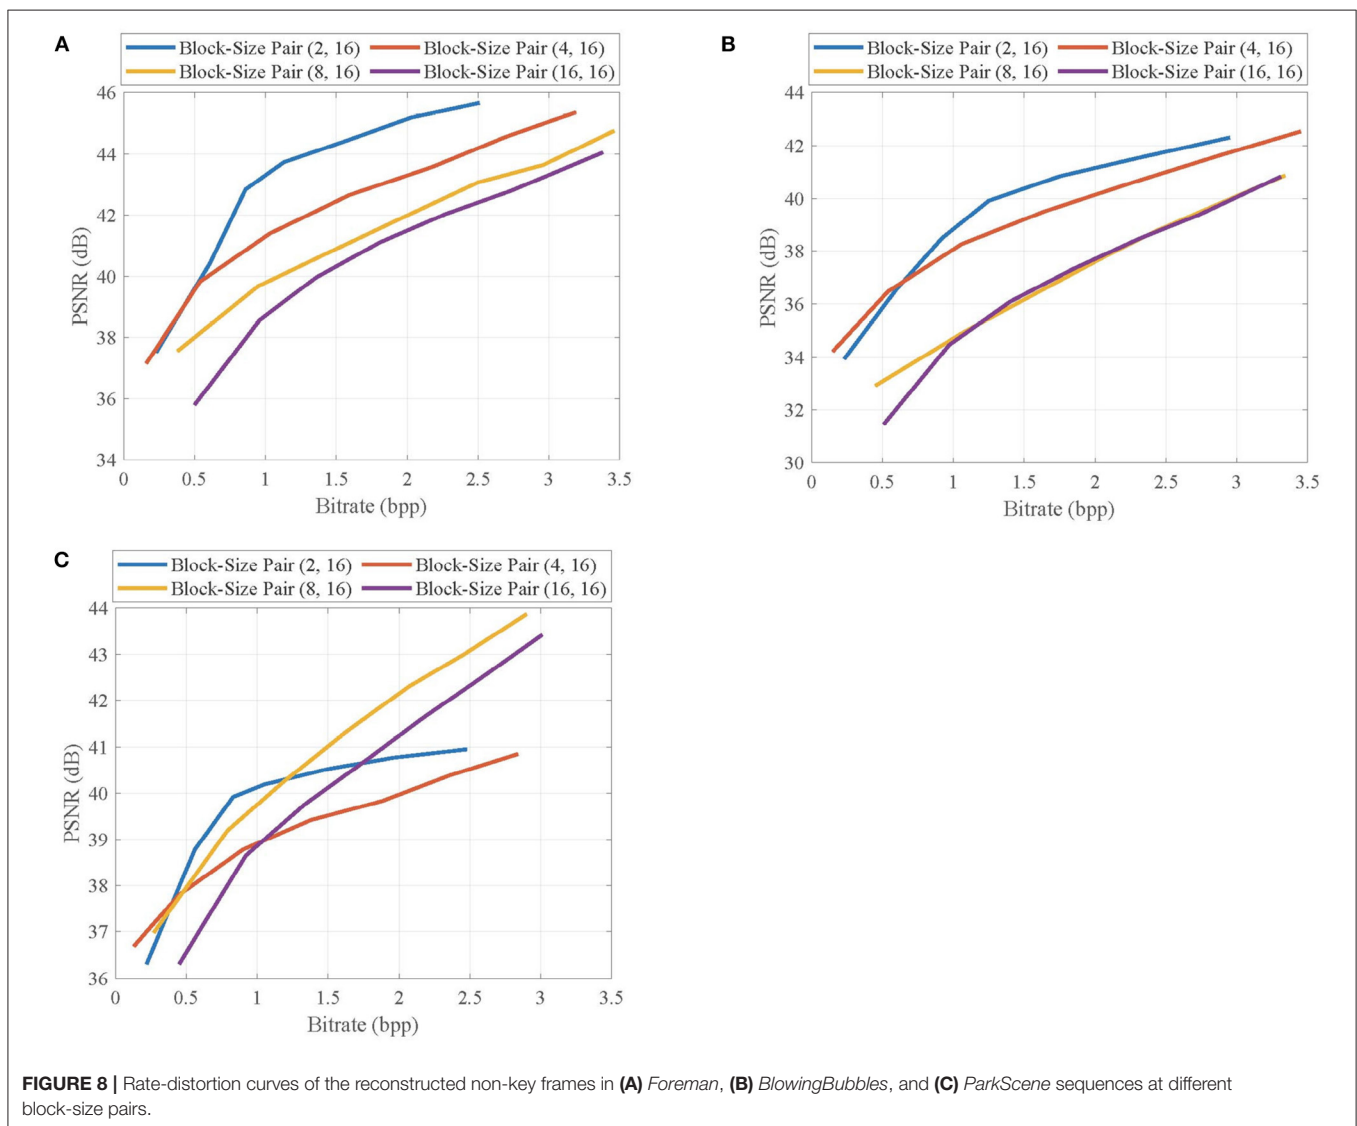 A
Block-Size Pair (2, 16) Block-Size Pair (4, 16)
Block-Size Pair (8, 16) Block-Size Pair (16, 16)
46
44
42
40
38
36
34
PSNR (dB)
0 0.5 1 1.5 2 2.5 3 3.5
Bitrate (bpp)
B
Block-Size Pair (2, 16) Block-Size Pair (4, 16)
Block-Size Pair (8, 16) Block-Size Pair (16, 16)
44
42
40
38
36
34
32
30
PSNR (dB)
0 0.5 1 1.5 2 2.5 3 3.5
Bitrate (bpp)
C
Block-Size Pair (2, 16) Block-Size Pair (4, 16)
Block-Size Pair (8, 16) Block-Size Pair (16, 16)
44
43
42
41
40
39
38
37
36
PSNR (dB)
0 0.5 1 1.5 2 2.5 3 3.5
Bitrate (bpp)
FIGURE 8 | Rate-distortion curves of the reconstructed non-key frames in (A) Foreman, (B) BlowingBubbles, and (C) ParkScene sequences at different
block-size pairs.